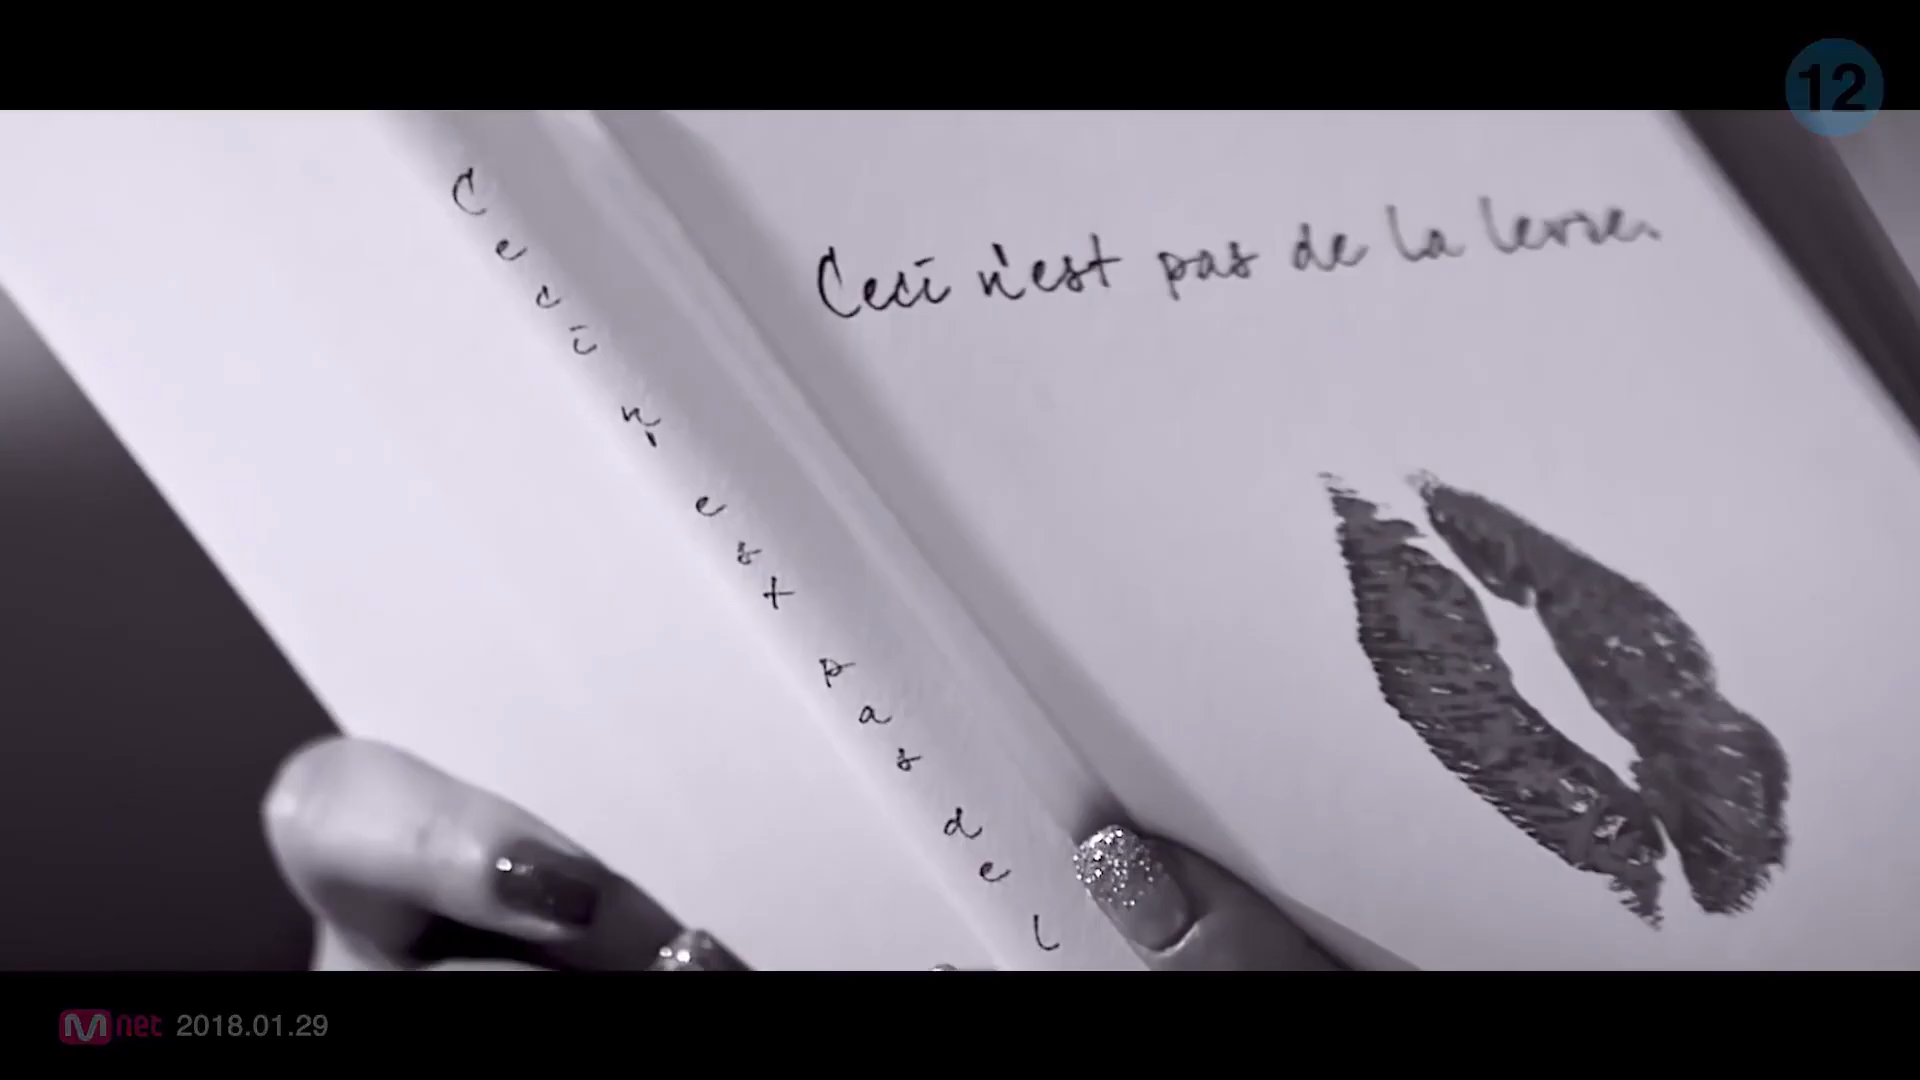 12
Ceci n'est pas de la levre.
Ceci n'est pas de l
Mnet 2018.01.29